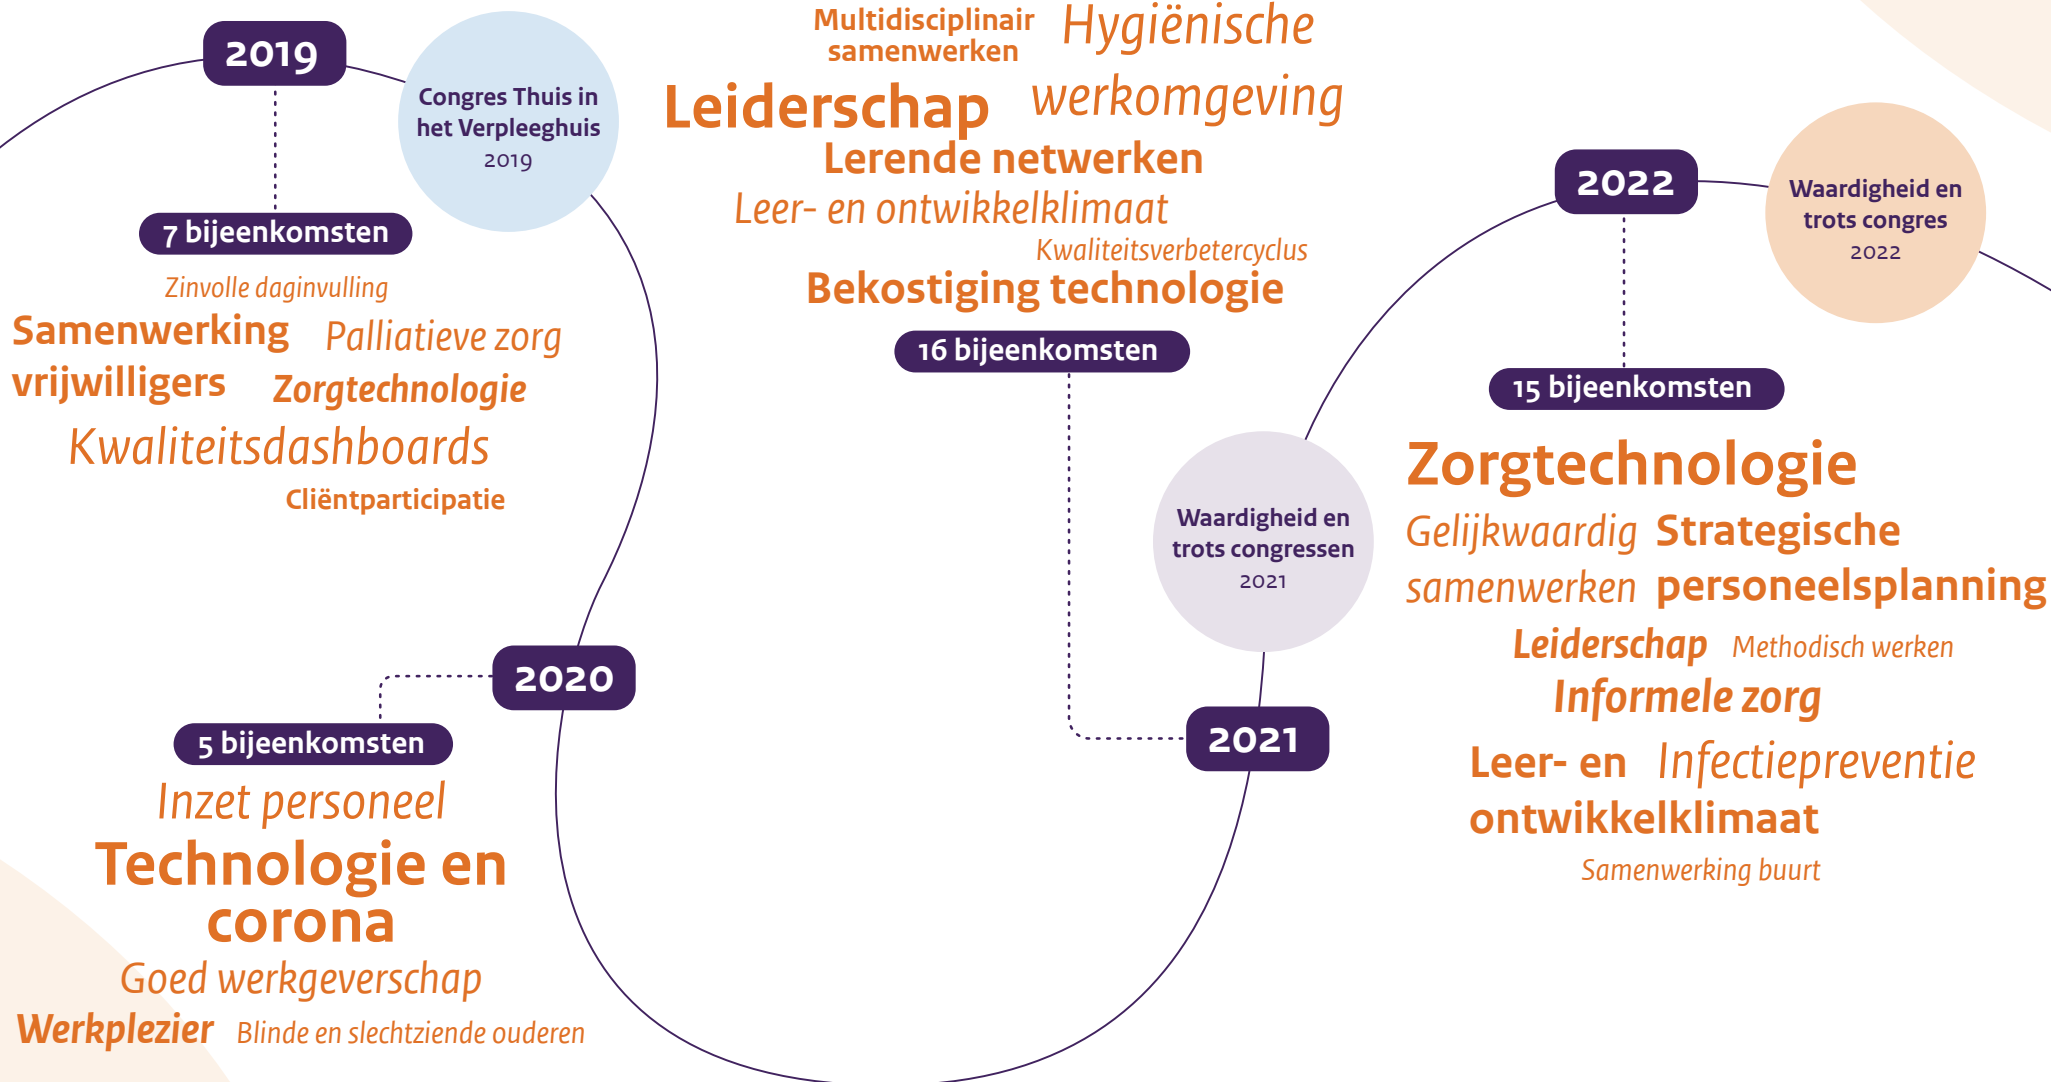 2019
Congres Thuis in
het Verpleeghuis
2019
7 bijeenkomsten
Zinvolle daginvulling
Samenwerking
vrijwilligers
Palliatieve zorg
Zorgtechnologie
Kwaliteitsdashboards
Cliëntparticipatie
2020
5 bijeenkomsten
Inzet personeel
Technologie en
corona
Goed werkgeverschap
Werkplezier
Blinde en slechtziende ouderen
Multidisciplinair
samenwerken
Hygiënische
werkomgeving
Leiderschap
Lerende netwerken
Leer- en ontwikkelklimaat
Kwaliteitsverbetercyclus
Bekostiging technologie
16 bijeenkomsten
Waardigheid en
trots congressen
2021
2021
2022
Waardigheid en
trots congres
2022
15 bijeenkomsten
Zorgtechnologie
Gelijkwaardig
samenwerken
Strategische
personeelsplanning
Leiderschap
Methodisch werken
Informele zorg
Leer- en
ontwikkelklimaat
Infectiepreventie
Samenwerking buurt